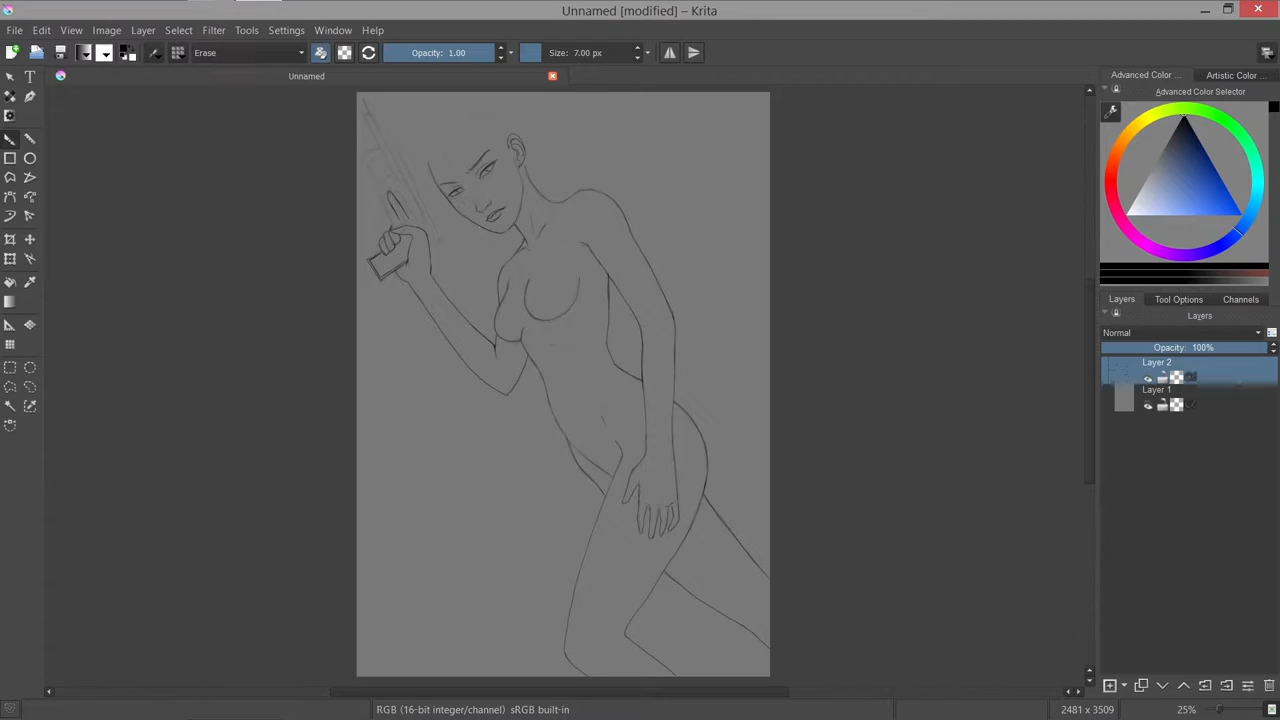 Unnamed [modified] – Krita
File Edit View Image Layer Select Filter Tools Settings Window Help
Erase Opacity: 1.00 Size: 7.00 px
Unnamed
Advanced Color ... Artistic Color ...
Advanced Color Selector
Layers Tool Options Channels
Layers
Normal
Opacity: 100%
Layer 2
Layer 1
RGB (16-bit integer/channel) sRGB built-in 2481 x 3509 25%